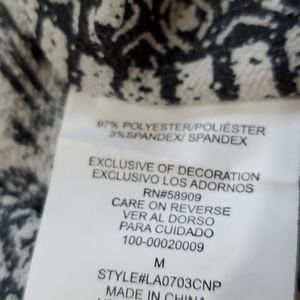 97% POLYESTER/POLIÉSTER
3%SPANDEX/ SPANDEX
EXCLUSIVE OF DECORATION
EXCLUSIVO LOS ADORNOS
RN#58909
CARE ON REVERSE
VER AL DORSO
PARA CUIDADO
100-00020009
M
STYLE#LA0703CNP
MADE IN CHINA